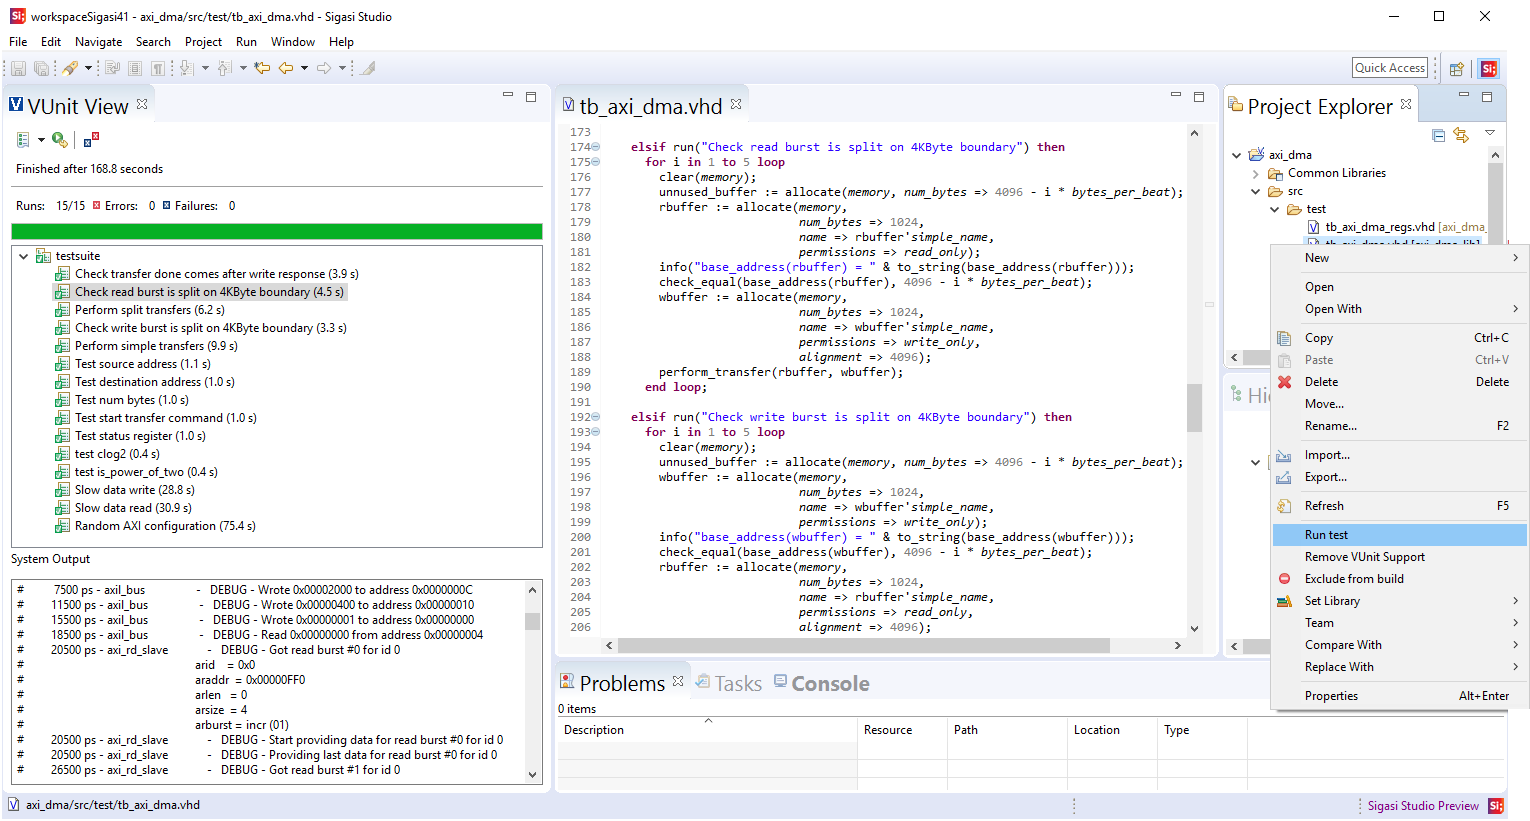 workspaceSigasi41 - axi_dma/src/test/tb_axi_dma.vhd - Sigasi Studio
File Edit Navigate Search Project Run Window Help
Quick Access
VUnit View
Finished after 168.8 seconds
Runs: 15/15 Errors: 0 Failures: 0
testsuite
Check transfer done comes after write response (3.9 s)
Check read burst is split on 4KByte boundary (4.5 s)
Perform split transfers (6.2 s)
Check write burst is split on 4KByte boundary (3.3 s)
Perform simple transfers (9.9 s)
Test source address (1.1 s)
Test destination address (1.0 s)
Test num bytes (1.0 s)
Test start transfer command (1.0 s)
Test status register (1.0 s)
test clog2 (0.4 s)
test is_power_of_two (0.4 s)
Slow data write (28.8 s)
Slow data read (30.9 s)
Random AXI configuration (75.4 s)
System Output
# 7500 ps - axil_bus - DEBUG - Wrote 0x00002000 to address 0x0000000C
# 11500 ps - axil_bus - DEBUG - Wrote 0x00000400 to address 0x00000010
# 15500 ps - axil_bus - DEBUG - Wrote 0x00000001 to address 0x00000000
# 18500 ps - axil_bus - DEBUG - Read 0x00000000 from address 0x00000004
# 20500 ps - axi_rd_slave - DEBUG - Got read burst #0 for id 0
# arid = 0x0
# araddr = 0x00000FF0
# arlen = 0
# arsize = 4
# arburst = incr (01)
# 20500 ps - axi_rd_slave - DEBUG - Start providing data for read burst #0 for id 0
# 20500 ps - axi_rd_slave - DEBUG - Providing last data for read burst #0 for id 0
# 26500 ps - axi_rd_slave - DEBUG - Got read burst #1 for id 0
tb_axi_dma.vhd
173
174 elsif run("Check read burst is split on 4KByte boundary") then
175 for i in 1 to 5 loop
176 clear(memory);
177 unnused_buffer := allocate(memory, num_bytes => 4096 - i * bytes_per_beat);
178 rbuffer := allocate(memory,
179 num_bytes => 1024,
180 name => rbuffer'simple_name,
181 permissions => read_only);
182 info("base_address(rbuffer) = " & to_string(base_address(rbuffer)));
183 check_equal(base_address(rbuffer), 4096 - i * bytes_per_beat);
184 wbuffer := allocate(memory,
185 num_bytes => 1024,
186 name => wbuffer'simple_name,
187 permissions => write_only,
188 alignment => 4096);
189 perform_transfer(rbuffer, wbuffer);
190 end loop;
191
192 elsif run("Check write burst is split on 4KByte boundary") then
193 for i in 1 to 5 loop
194 clear(memory);
195 unnused_buffer := allocate(memory, num_bytes => 4096 - i * bytes_per_beat);
196 wbuffer := allocate(memory,
197 num_bytes => 1024,
198 name => wbuffer'simple_name,
199 permissions => write_only);
200 info("base_address(wbuffer) = " & to_string(base_address(wbuffer)));
201 check_equal(base_address(wbuffer), 4096 - i * bytes_per_beat);
202 rbuffer := allocate(memory,
203 num_bytes => 1024,
204 name => rbuffer'simple_name,
205 permissions => read_only,
206 alignment => 4096);
Problems Tasks Console
0 items
Description Resource Path Location Type
Project Explorer
axi_dma
Common Libraries
src
test
tb_axi_dma_regs.vhd [axi_dma_
tb_axi_dma.vhd [axi_dma_lib]
New
Open
Open With
Copy Ctrl+C
Paste Ctrl+V
Delete Delete
Move...
Rename... F2
Import...
Export...
Refresh F5
Run test
Remove VUnit Support
Exclude from build
Set Library
Team
Compare With
Replace With
Properties Alt+Enter
axi_dma/src/test/tb_axi_dma.vhd
Sigasi Studio Preview